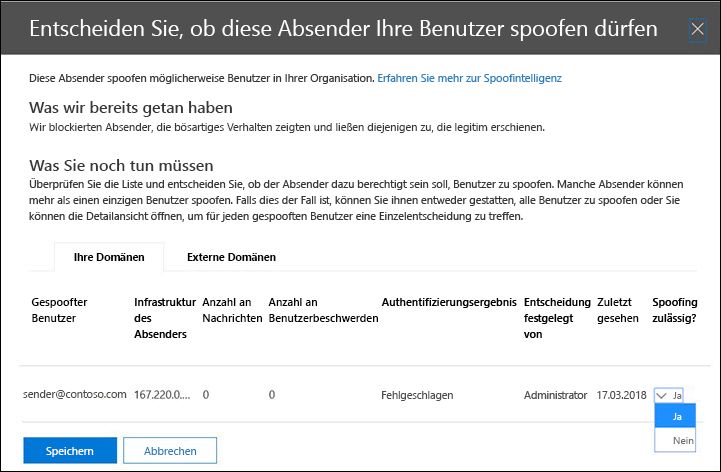 Entscheiden Sie, ob diese Absender Ihre Benutzer spoofen dürfen
Diese Absender spoofen möglicherweise Benutzer in Ihrer Organisation. Erfahren Sie mehr zur Spoofintelligenz
Was wir bereits getan haben
Wir blockierten Absender, die bösartiges Verhalten zeigten und ließen diejenigen zu, die legitim erschienen.
Was Sie noch tun müssen
Überprüfen Sie die Liste und entscheiden Sie, ob der Absender dazu berechtigt sein soll, Benutzer zu spoofen. Manche Absender können
mehr als einen einzigen Benutzer spoofen. Falls dies der Fall ist, können Sie ihnen entweder gestatten, alle Benutzer zu spoofen oder Sie
können die Detailansicht öffnen, um für jeden gespooften Benutzer eine Einzelentscheidung zu treffen.
Ihre Domänen Externe Domänen
Gespoofter Infrastruktur Anzahl an Anzahl an Authentifizierungsergebnis Entscheidung Zuletzt Spoofing
Benutzer des Nachrichten Benutzerbeschwerden festgelegt gesehen zulässig?
Absenders von
sender@contoso.com 167.220.0.... 0 0 Fehlgeschlagen Administrator 17.03.2018 Ja
Ja
Nein
Speichern Abbrechen